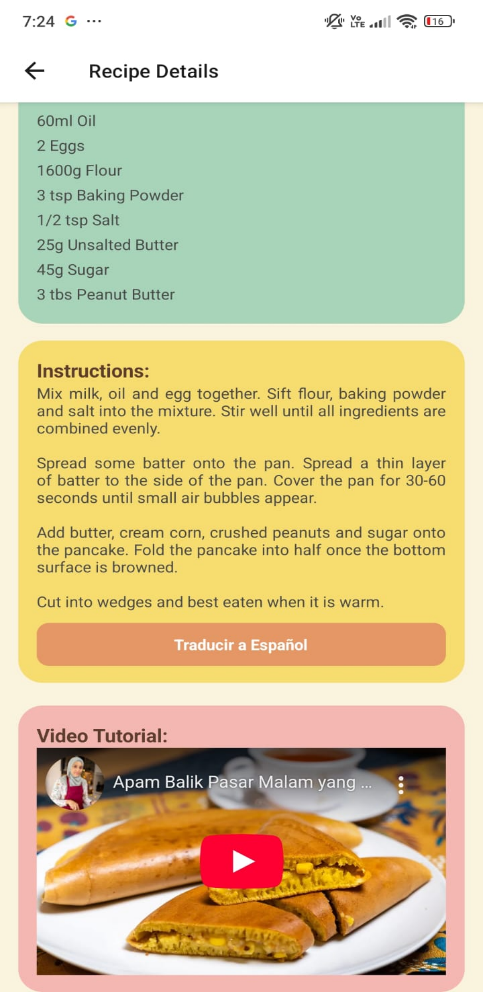 7:24 G ...
Vo
LTE
16
Recipe Details
60ml Oil
2 Eggs
1600g Flour
3 tsp Baking Powder
1/2 tsp Salt
25g Unsalted Butter
45g Sugar
3 tbs Peanut Butter
Instructions:
Mix milk, oil and egg together. Sift flour, baking powder
and salt into the mixture. Stir well until all ingredients are
combined evenly.
Spread some batter onto the pan. Spread a thin layer
of batter to the side of the pan. Cover the pan for 30-60
seconds until small air bubbles appear.
Add butter, cream corn, crushed peanuts and sugar onto
the pancake. Fold the pancake into half once the bottom
surface is browned.
Cut into wedges and best eaten when it is warm.
Traducir a Español
Video Tutorial:
Apam Balik Pasar Malam yang ...